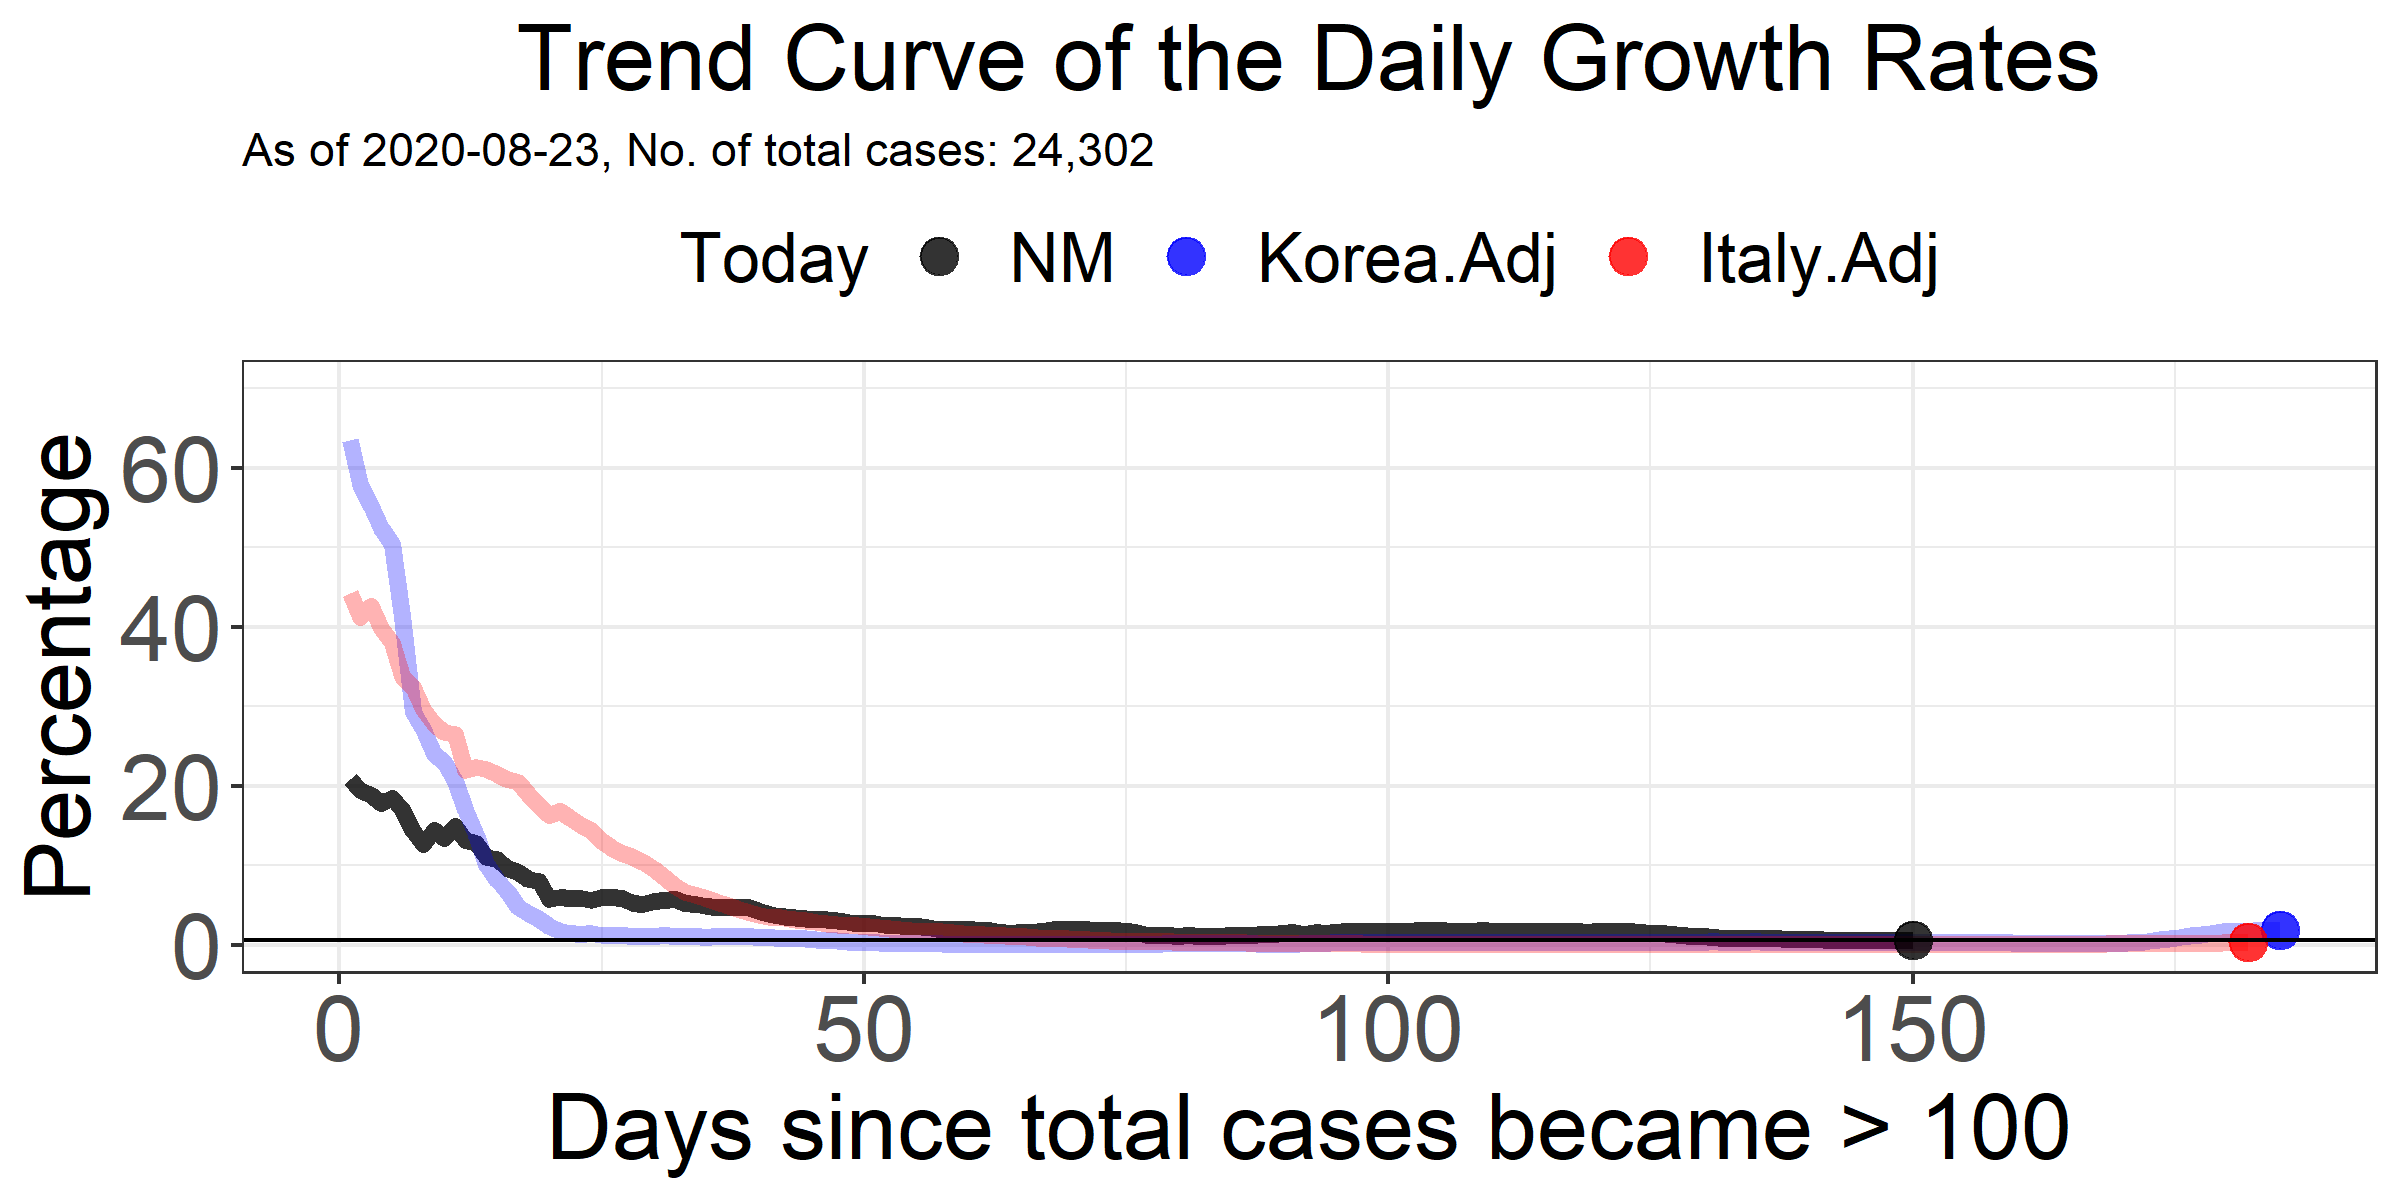 Trend Curve of the Daily Growth Rates
As of 2020-08-23, No. of total cases: 24,302
Today NM Korea.Adj Italy.Adj
Percentage
60
40
20
0
0 50 100 150
Days since total cases became > 100